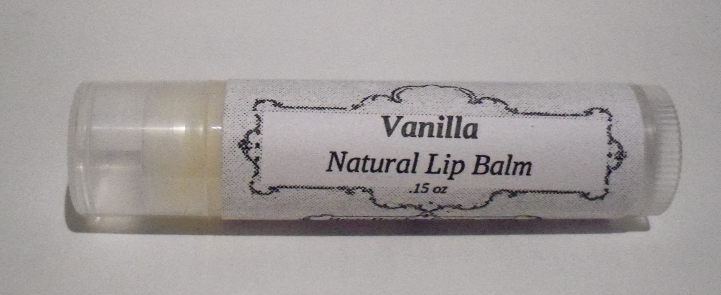 Vanilla
Natural Lip Balm
.15 oz